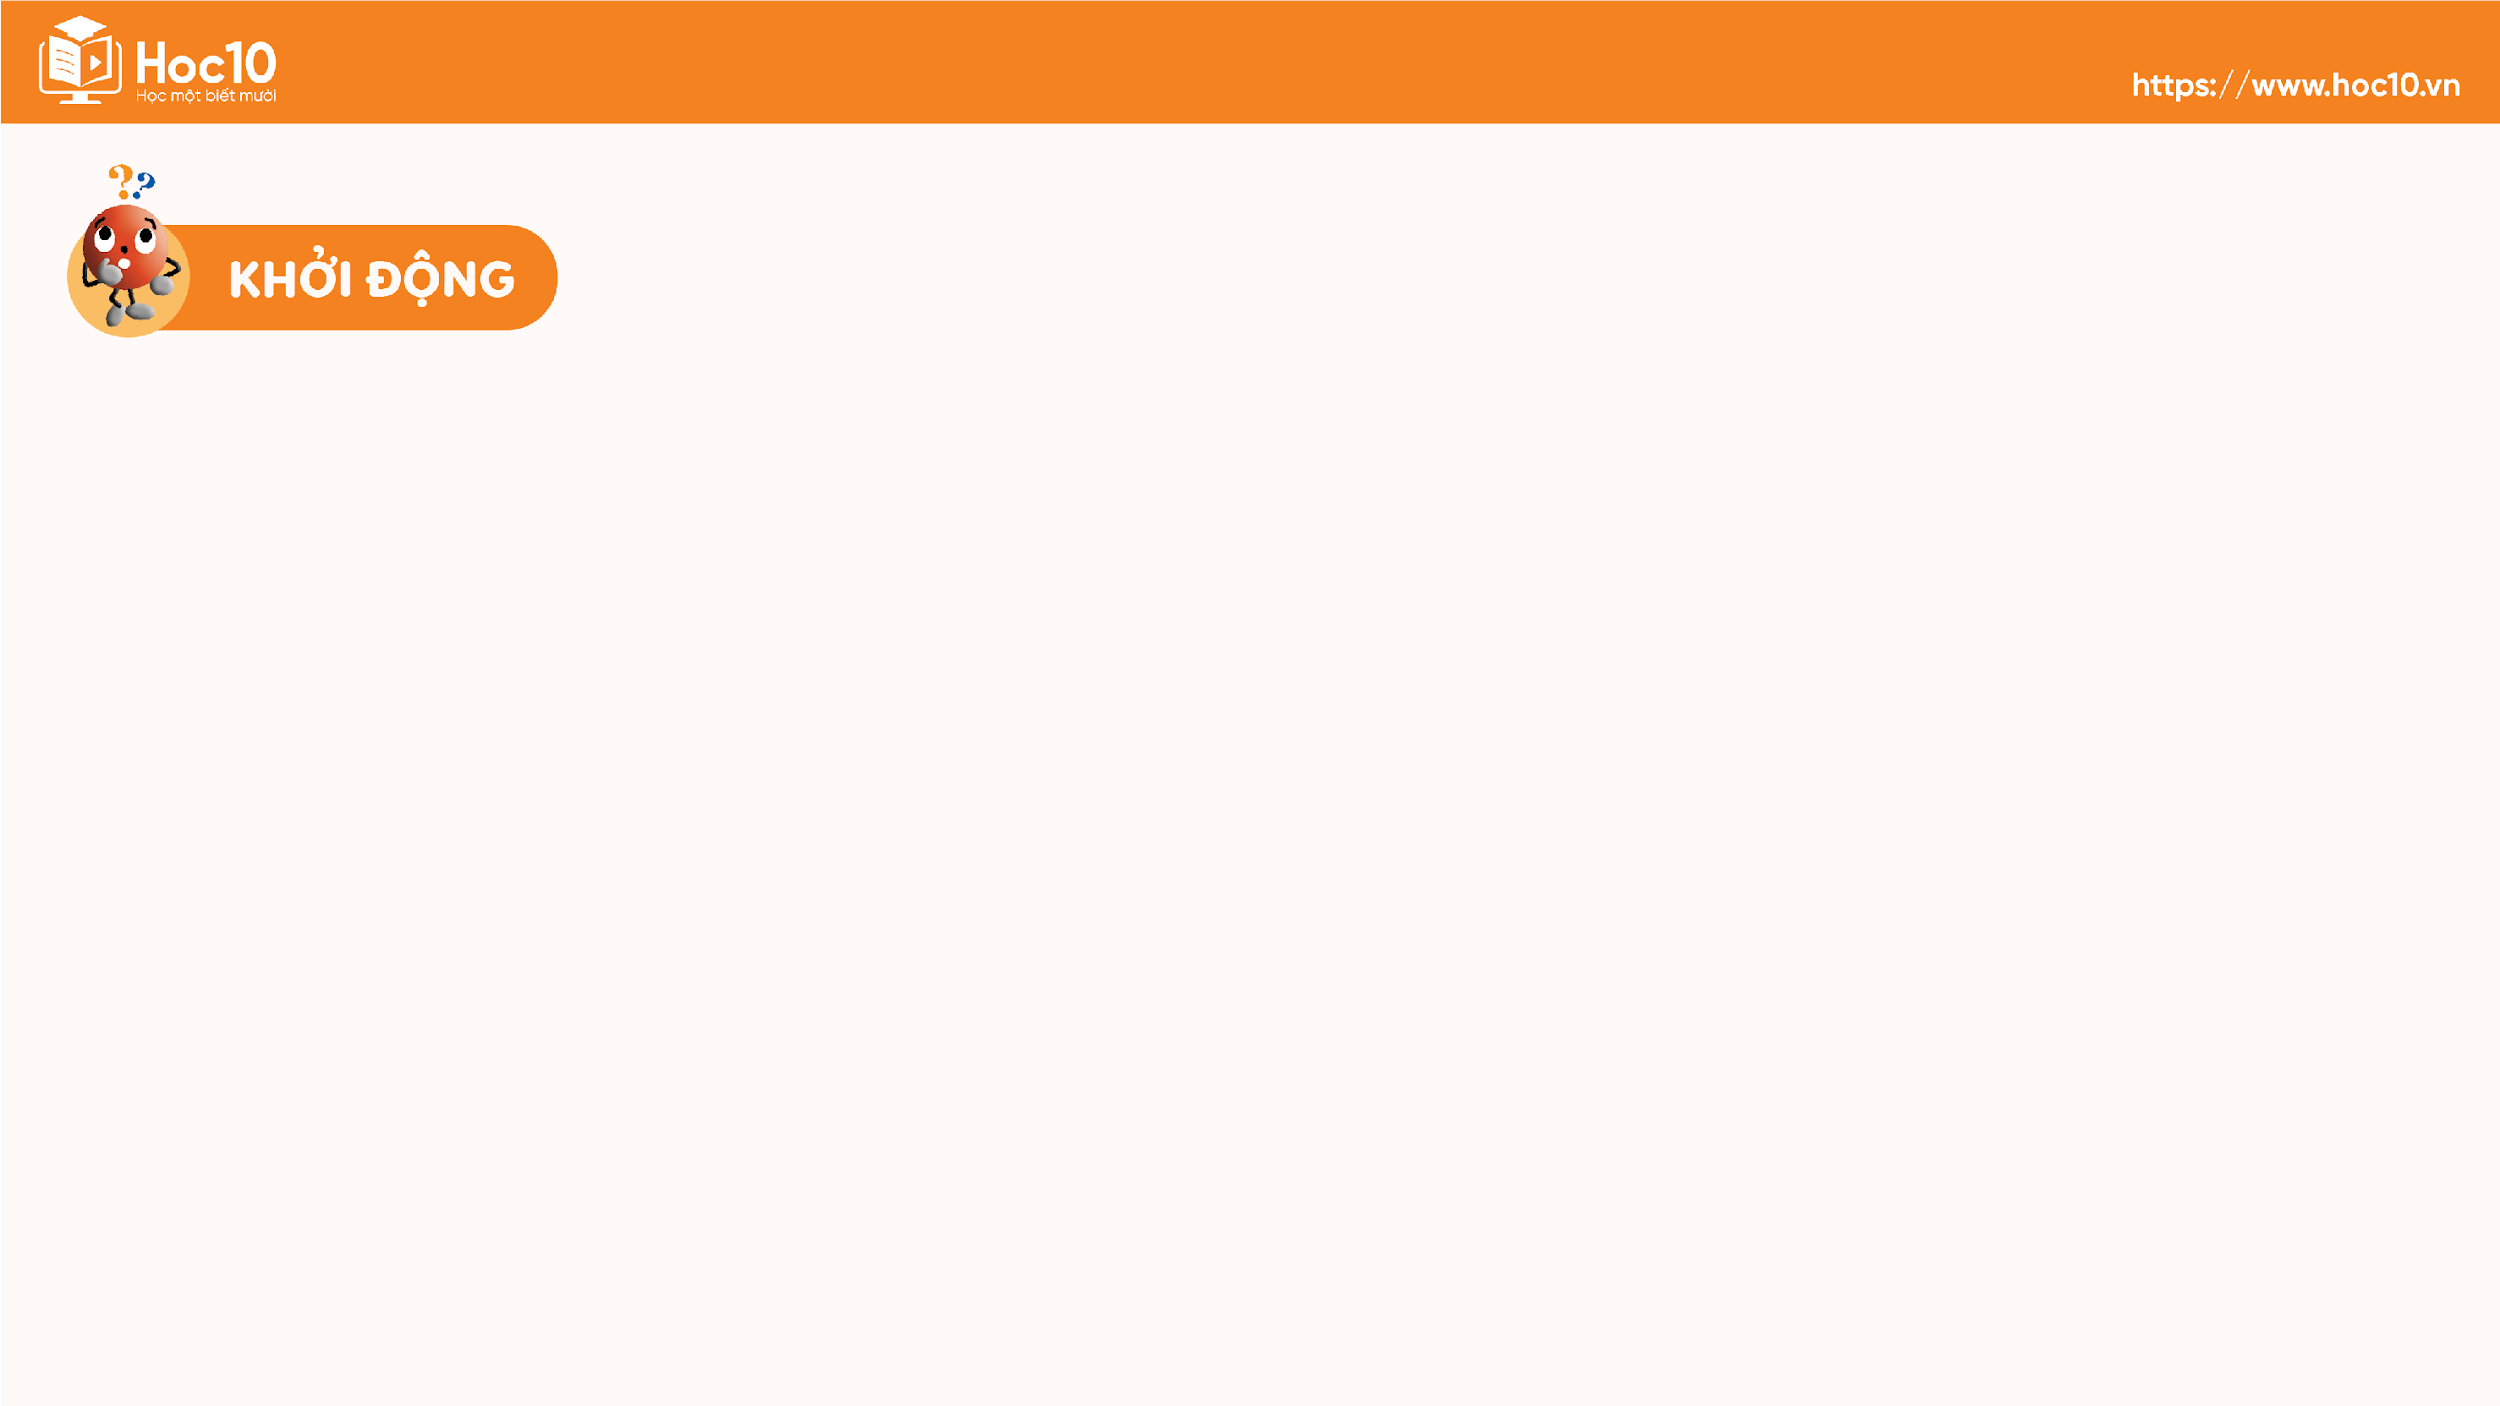 Hoc10
Học một biết mười
https://www.hoc10.vn
??
KHỞI ĐỘNG